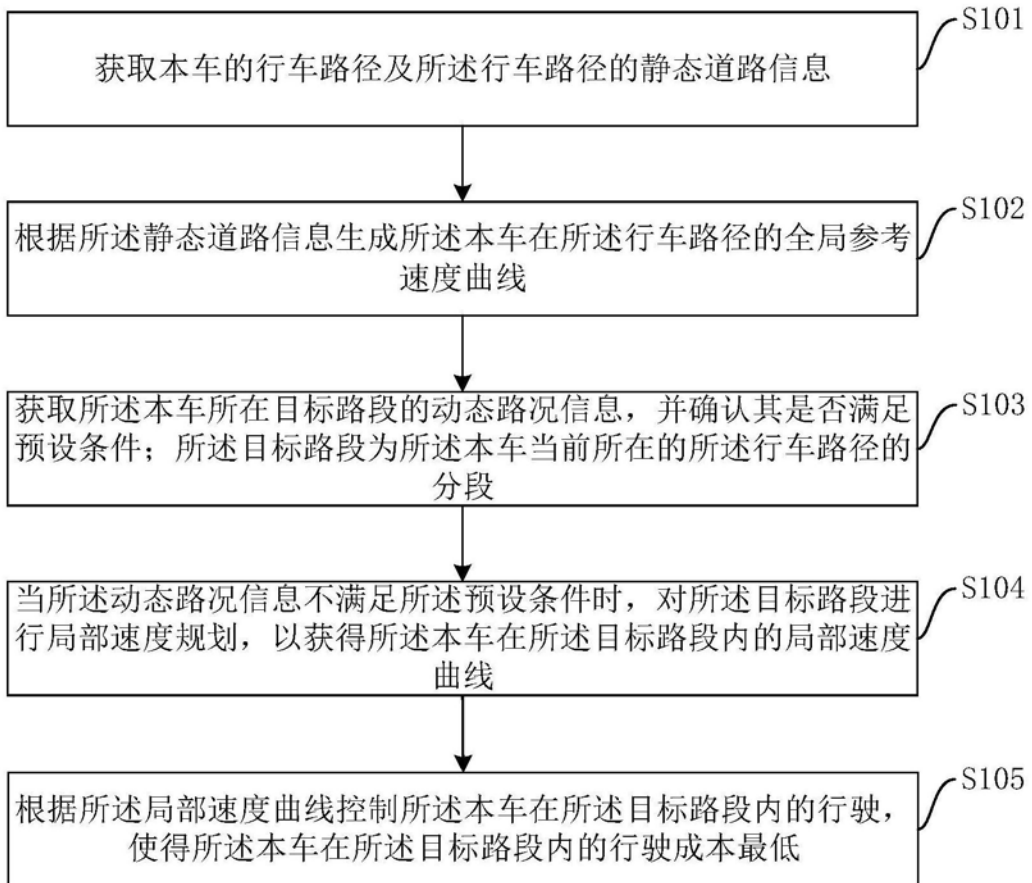 S101
获取本车的行车路径及所述行车路径的静态道路信息
S102
根据所述静态道路信息生成所述本车在所述行车路径的全局参考
速度曲线
S103
获取所述本车所在目标路段的动态路况信息，并确认其是否满足
预设条件；所述目标路段为所述本车当前所在的所述行车路径的
分段
S104
当所述动态路况信息不满足所述预设条件时，对所述目标路段进
行局部速度规划，以获得所述本车在所述目标路段内的局部速度
曲线
S105
根据所述局部速度曲线控制所述本车在所述目标路段内的行驶，
使得所述本车在所述目标路段内的行驶成本最低